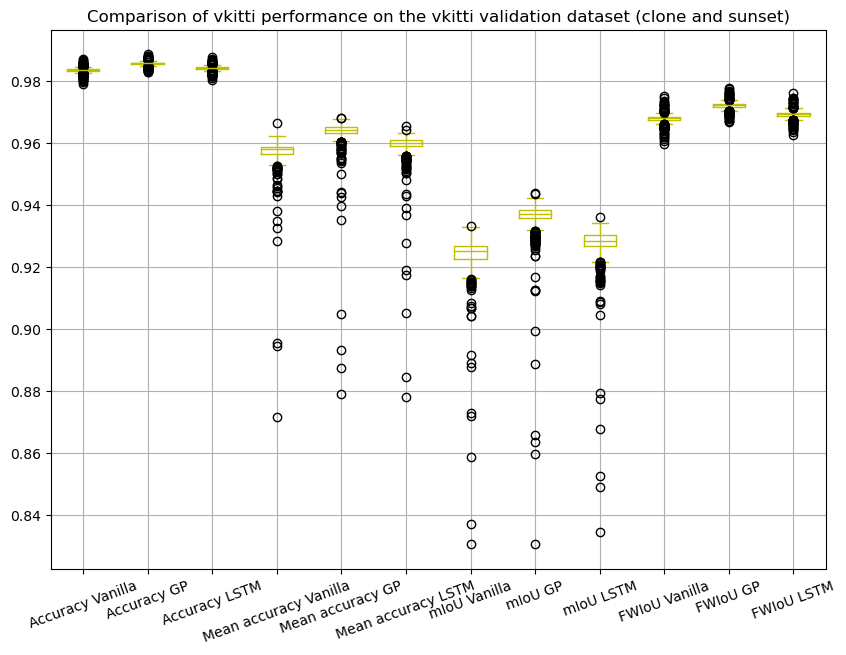 Comparison of vkitti performance on the vkitti validation dataset (clone and sunset)
0.98
0.96
0.94
0.92
0.90
0.88
0.86
0.84
Accuracy Vanilla
Accuracy GP
Accuracy LSTM
Mean accuracy Vanilla
Mean accuracy GP
Mean accuracy LSTM
mIoU Vanilla
mIoU GP
mIoU LSTM
FWIoU Vanilla
FWIoU GP
FWIoU LSTM